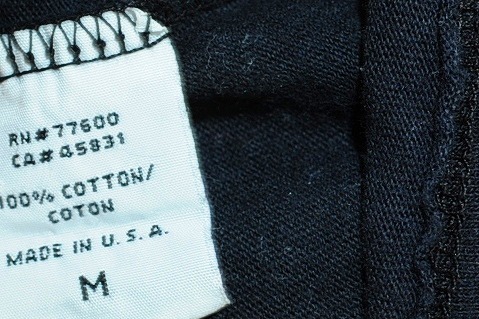 RN#77600
CA#45831
100% COTTON/
COTON
MADE IN U.S.A.
M